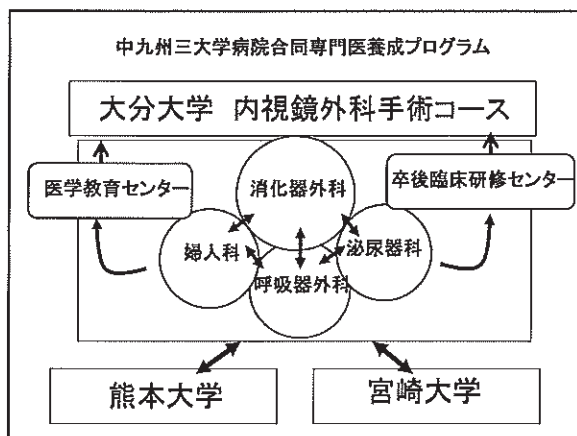 中九州三大学病院合同専門医養成プログラム
大分大学 内視鏡外科手術コース
医学教育センター
消化器外科
卒後臨床研修センター
婦人科
泌尿器科
呼吸器外科
熊本大学
宮崎大学